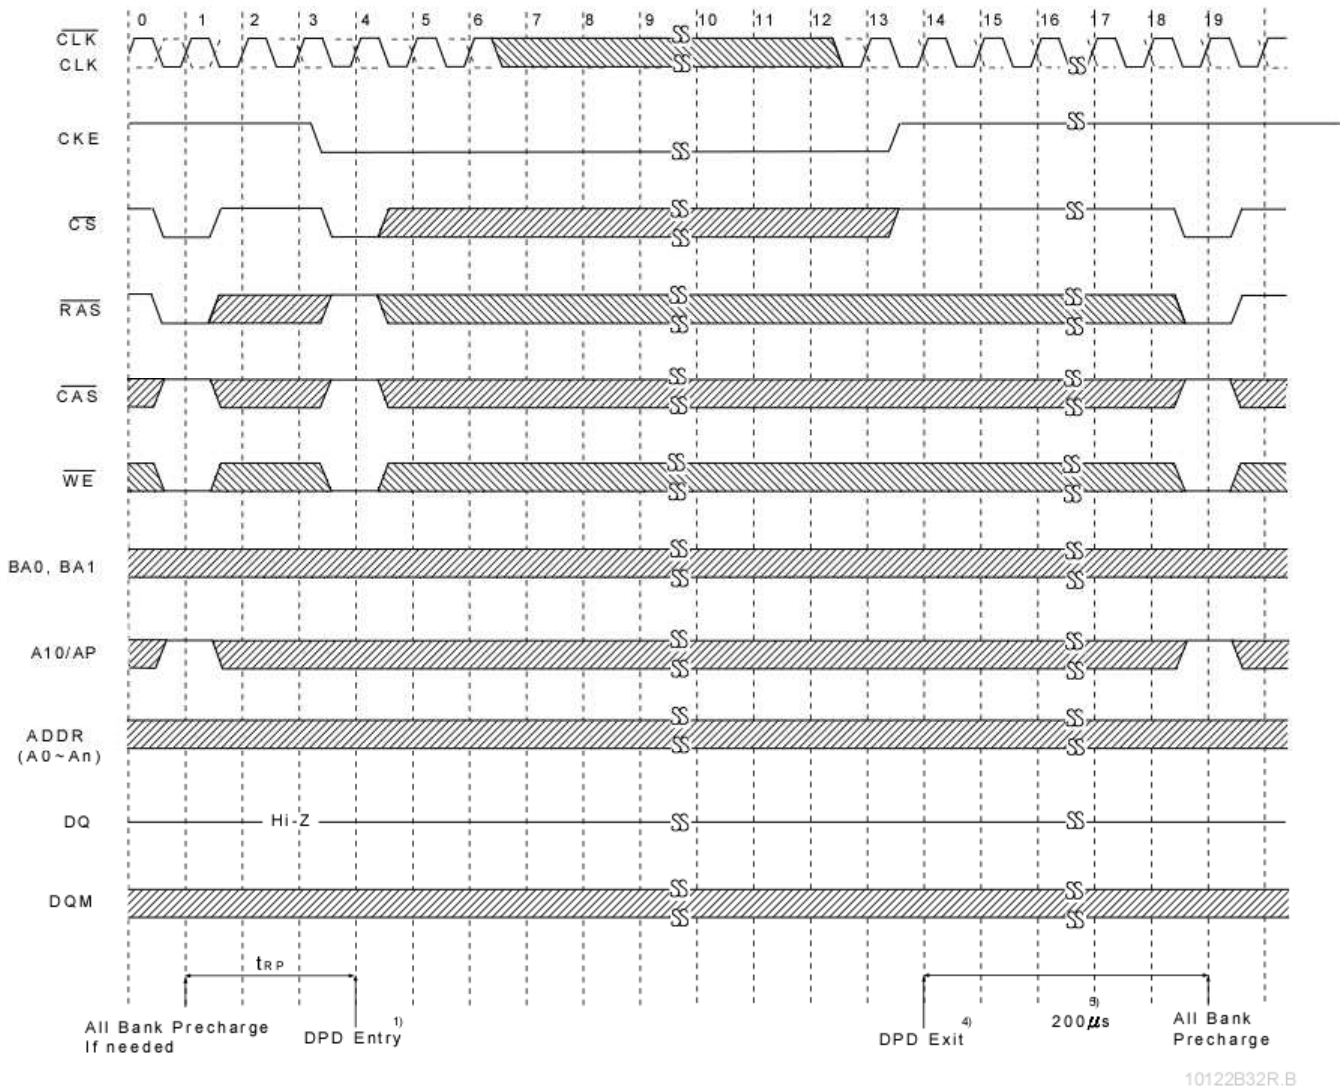 0 1 2 3 4 5 6 7 8 9 10 11 12 13 14 15 16 17 18 19
CLK
CLK
CKE
CS
RAS
CAS
WE
BA0, BA1
A10/AP
ADDR
(A0~An)
DQ
Hi-Z
DQM
tRP
All Bank Precharge
If needed
DPD Entry 1)
DPD Exit 4)
200µs
All Bank
Precharge
10122B32R.B